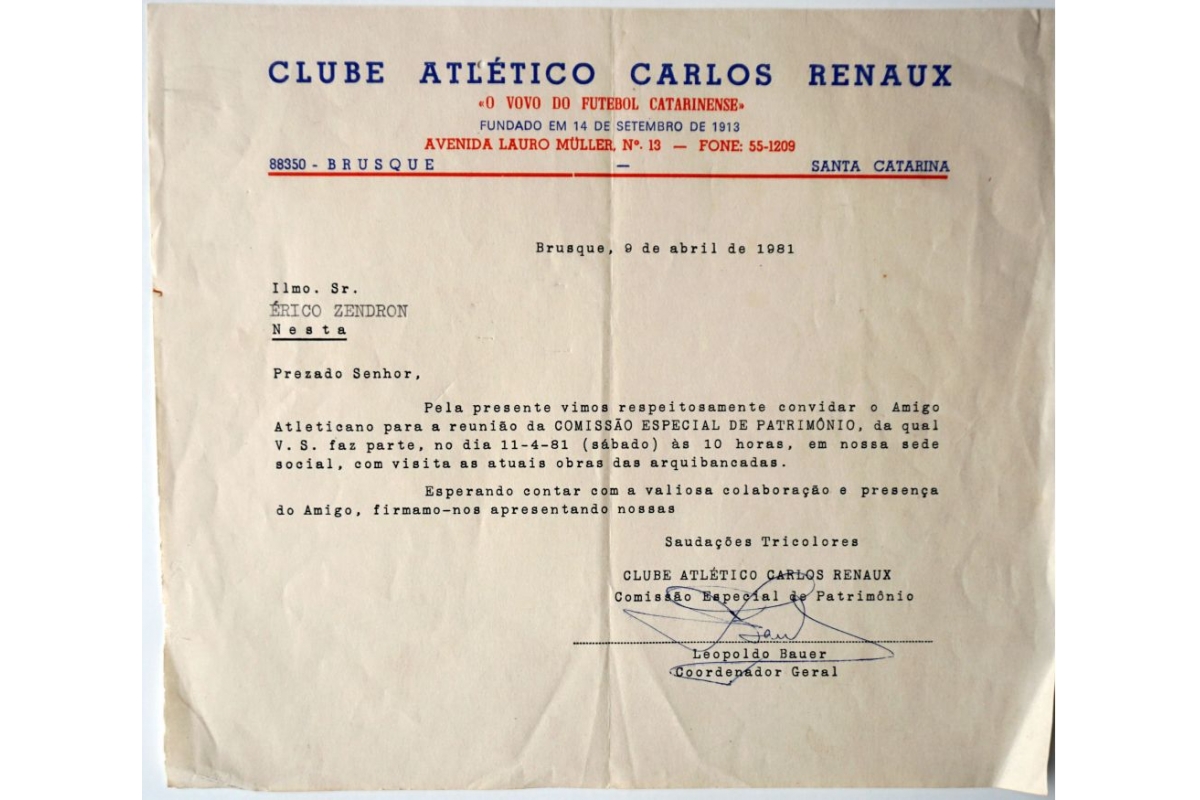 CLUBE ATLÉTICO CARLOS RENAUX
«O VOVO DO FUTEBOL CATARINENSE»
FUNDADO EM 14 DE SETEMBRO DE 1913
AVENIDA LAURO MÜLLER, Nº. 13 — FONE: 55-1209
88350 - BRUSQUE — SANTA CATARINA
Brusque, 9 de abril de 1981
Ilmo. Sr.
ÉRICO ZENDRON
Nesta
Prezado Senhor,
Pela presente vimos respeitosamente convidar o Amigo
Atleticano para a reunião da COMISSÃO ESPECIAL DE PATRIMÔNIO, da qual
V. S. faz parte, no dia 11-4-81 (sábado) às 10 horas, em nossa sede
social, com visita as atuais obras das arquibancadas.
Esperando contar com a valiosa colaboração e presença
do Amigo, firmamo-nos apresentando nossas
Saudações Tricolores
CLUBE ATLÉTICO CARLOS RENAUX
Comissão Especial de Patrimônio
Leopoldo Bauer
Coordenador Geral